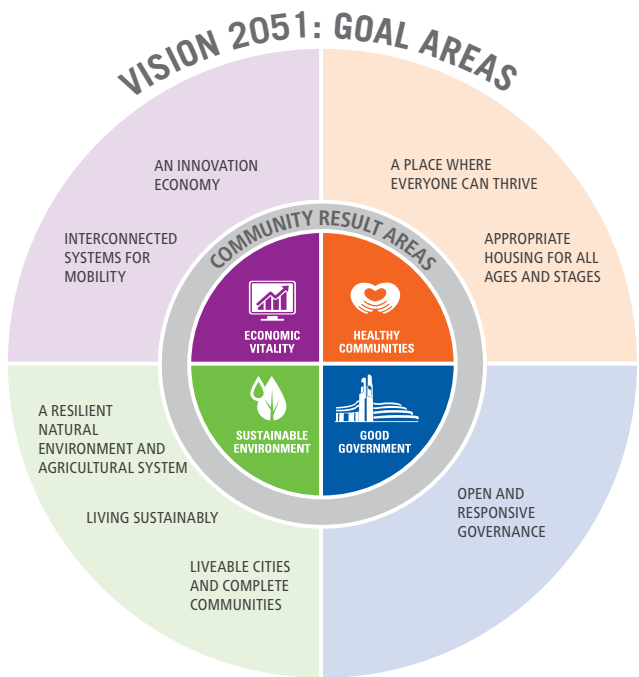 VISION 2051: GOAL AREAS
AN INNOVATION
ECONOMY
INTERCONNECTED
SYSTEMS FOR
MOBILITY
A PLACE WHERE
EVERYONE CAN THRIVE
APPROPRIATE
HOUSING FOR ALL
AGES AND STAGES
COMMUNITY RESULT AREAS
ECONOMIC
VITALITY
HEALTHY
COMMUNITIES
SUSTAINABLE
ENVIRONMENT
GOOD
GOVERNMENT
A RESILIENT
NATURAL
ENVIRONMENT AND
AGRICULTURAL SYSTEM
LIVING SUSTAINABLY
LIVEABLE CITIES
AND COMPLETE
COMMUNITIES
OPEN AND
RESPONSIVE
GOVERNANCE